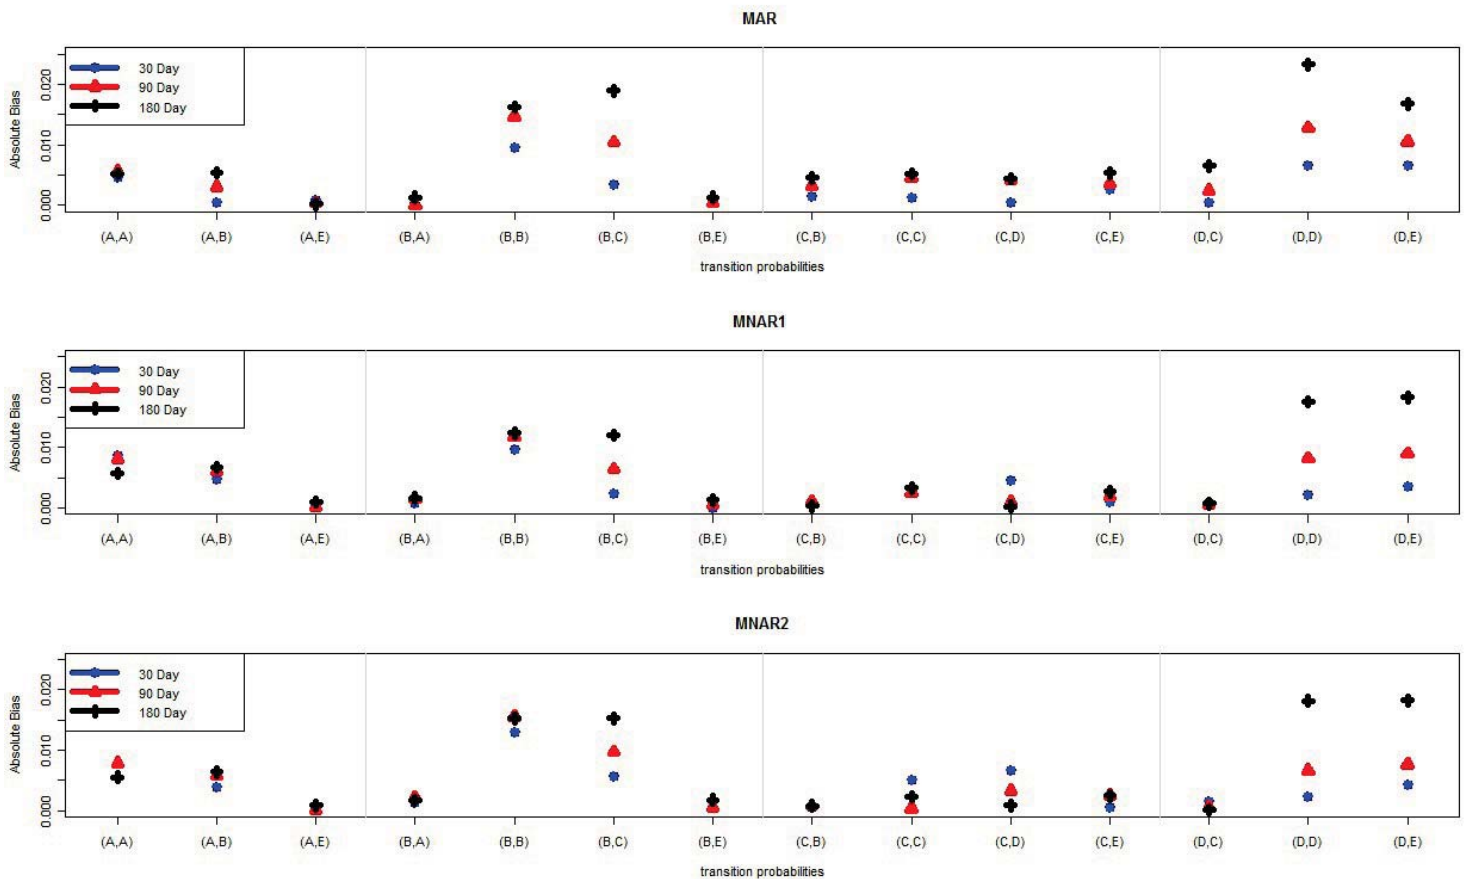 MAR
30 Day
90 Day
180 Day
Absolute Bias
0.000 0.010 0.020
(A,A) (A,B) (A,E) (B,A) (B,B) (B,C) (B,E) (C,B) (C,C) (C,D) (C,E) (D,C) (D,D) (D,E)
transition probabilities
MNAR1
30 Day
90 Day
180 Day
Absolute Bias
0.000 0.010 0.020
(A,A) (A,B) (A,E) (B,A) (B,B) (B,C) (B,E) (C,B) (C,C) (C,D) (C,E) (D,C) (D,D) (D,E)
transition probabilities
MNAR2
30 Day
90 Day
180 Day
Absolute Bias
0.000 0.010 0.020
(A,A) (A,B) (A,E) (B,A) (B,B) (B,C) (B,E) (C,B) (C,C) (C,D) (C,E) (D,C) (D,D) (D,E)
transition probabilities